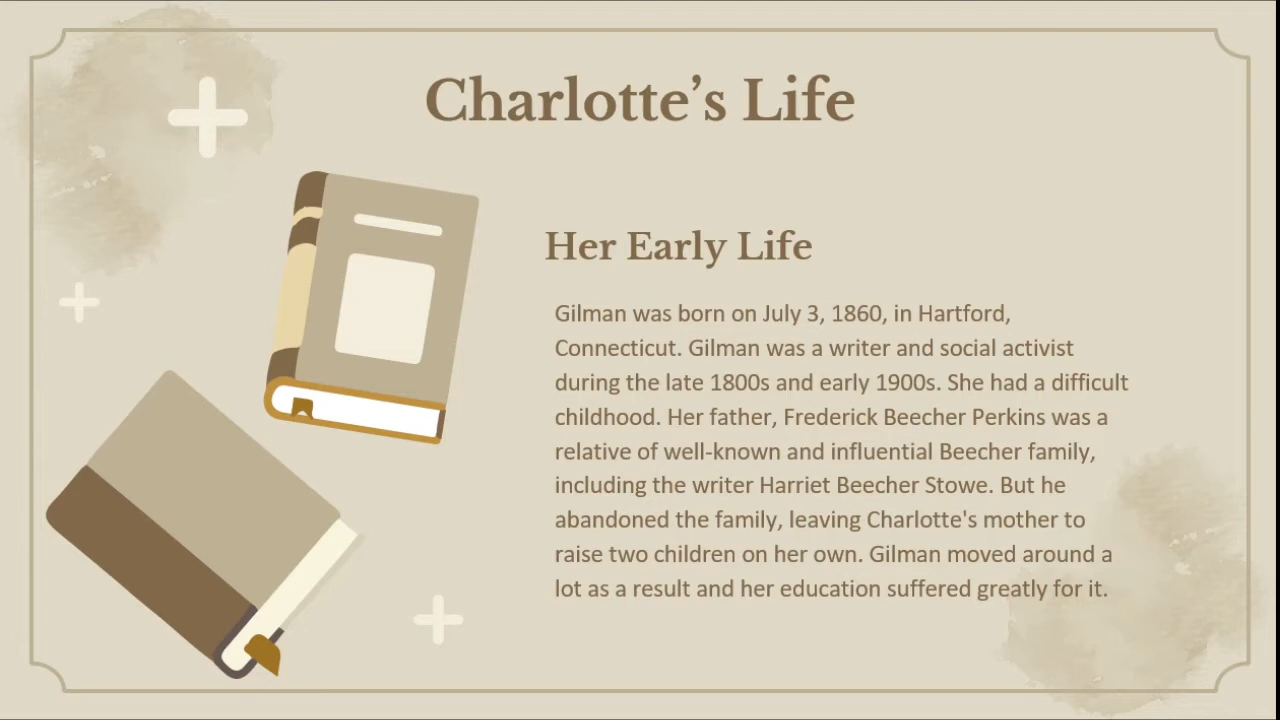 Charlotte’s Life
Her Early Life
Gilman was born on July 3, 1860, in Hartford,
Connecticut. Gilman was a writer and social activist
during the late 1800s and early 1900s. She had a difficult
childhood. Her father, Frederick Beecher Perkins was a
relative of well-known and influential Beecher family,
including the writer Harriet Beecher Stowe. But he
abandoned the family, leaving Charlotte's mother to
raise two children on her own. Gilman moved around a
lot as a result and her education suffered greatly for it.